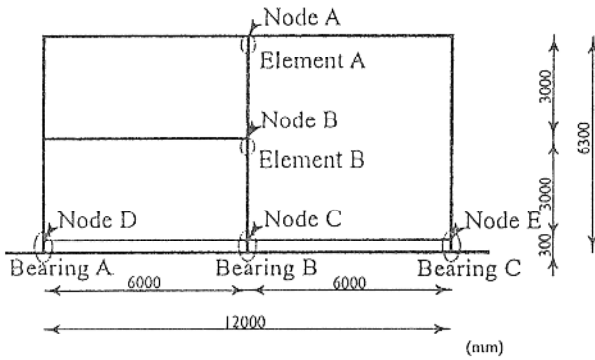 Node A
Element A
Node B
Element B
Node D
Node C
Node E
Bearing A
Bearing B
Bearing C
3000
3000
300
6300
6000
6000
12000
(mm)